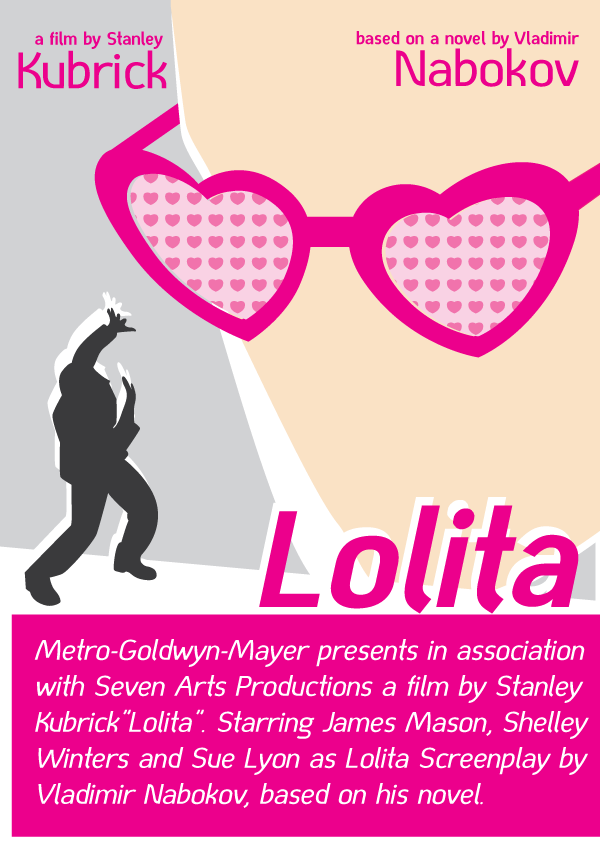 a film by Stanley
Kubrick
based on a novel by Vladimir
Nabokov
Lolita
Metro-Goldwyn-Mayer presents in association
with Seven Arts Productions a film by Stanley
Kubrick"Lolita". Starring James Mason, Shelley
Winters and Sue Lyon as Lolita Screenplay by
Vladimir Nabokov, based on his novel.